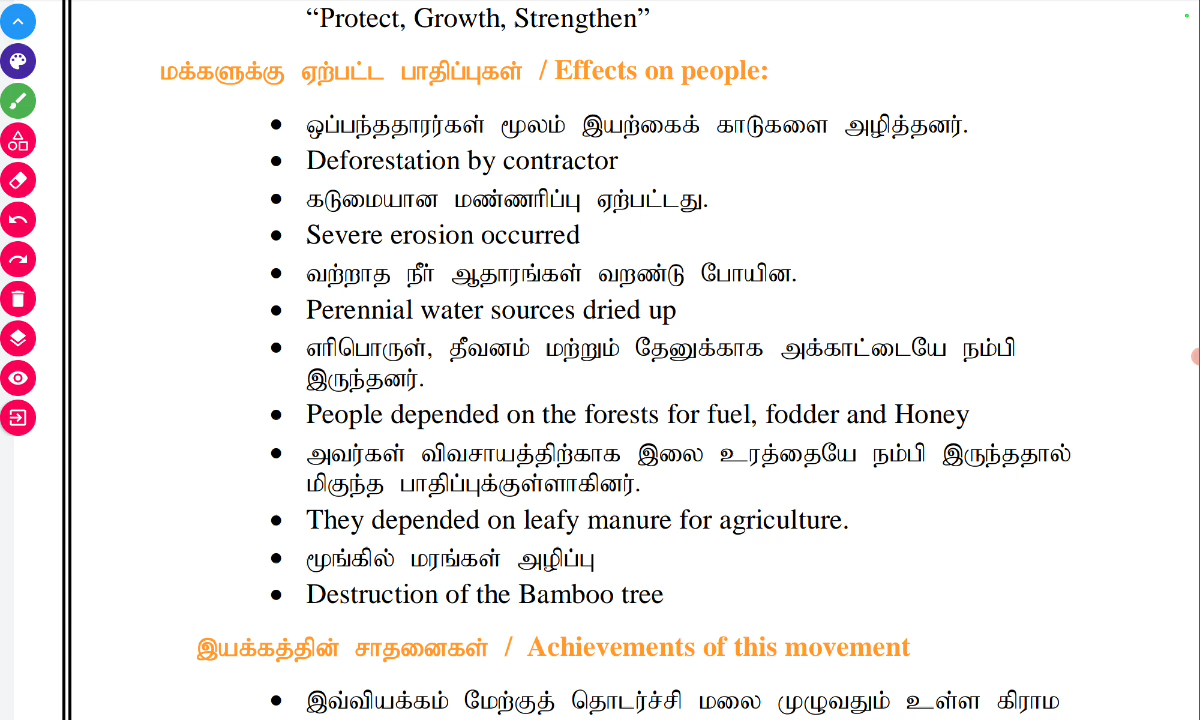 “Protect, Growth, Strengthen”
மக்களுக்கு ஏற்பட்ட பாதிப்புகள் / Effects on people:
• ஒப்பந்ததாரர்கள் மூலம் இயற்கைக் காடுகளை அழித்தனர்.
• Deforestation by contractor
• கடுமையான மண்ணரிப்பு ஏற்பட்டது.
• Severe erosion occurred
• வற்றாத நீர் ஆதாரங்கள் வறண்டு போயின.
• Perennial water sources dried up
• எரிபொருள், தீவனம் மற்றும் தேனுக்காக அக்காட்டையே நம்பி
இருந்தனர்.
• People depended on the forests for fuel, fodder and Honey
• அவர்கள் விவசாயத்திற்காக இலை உரத்தையே நம்பி இருந்ததால்
மிகுந்த பாதிப்புக்குள்ளாகினர்.
• They depended on leafy manure for agriculture.
• மூங்கில் மரங்கள் அழிப்பு
• Destruction of the Bamboo tree
இயக்கத்தின் சாதனைகள் / Achievements of this movement
• இவ்வியக்கம் மேற்குத் தொடர்ச்சி மலை முழுவதும் உள்ள கிராம